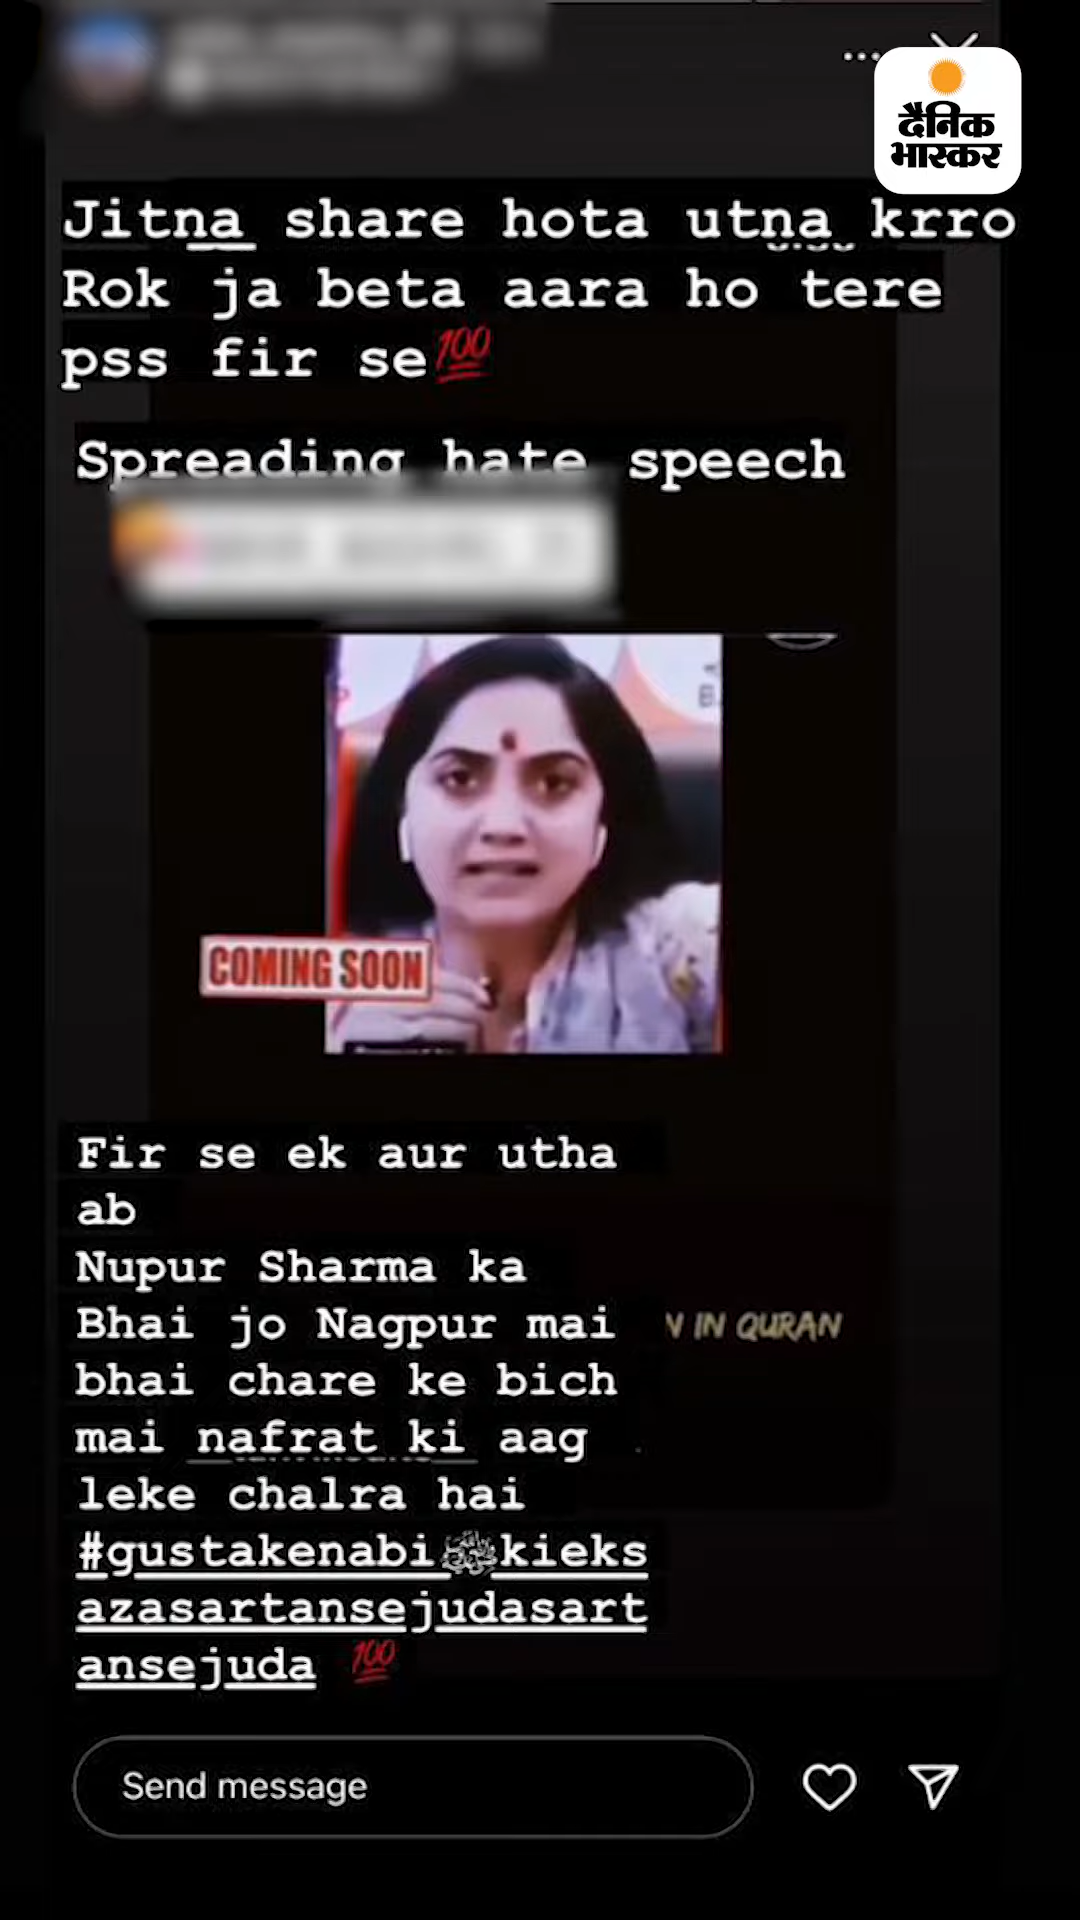 दैनिक
भास्कर
Jitna share hota utna krro
Rok ja beta aara ho tere
pss fir se💯
Spreading hate speech
COMING SOON
Fir se ek aur utha
ab
Nupur Sharma ka
Bhai jo Nagpur mai
IN QURAN
bhai chare ke bich
mai nafrat ki aag
leke chalra hai
#gustakenabiﷺkieks
azasartansejudasart
ansejuda 💯
Send message